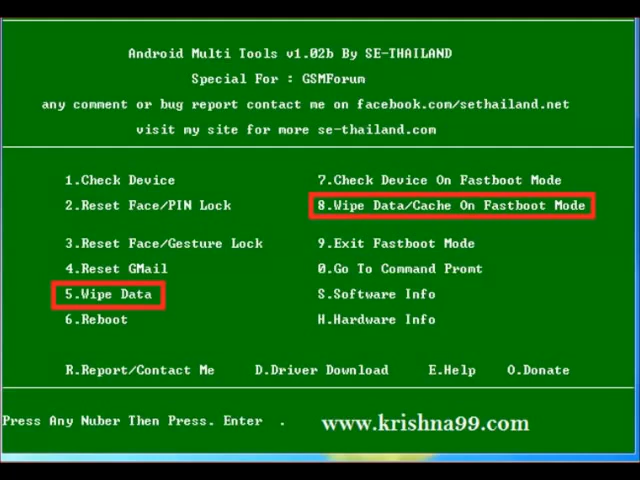 Android Multi Tools v1.02b By SE-THAILAND
Special For : GSMForum
any comment or bug report contact me on facebook.com/sethailand.net
visit my site for more se-thailand.com
1.Check Device 7.Check Device On Fastboot Mode
2.Reset Face/PIN Lock 8.Wipe Data/Cache On Fastboot Mode
3.Reset Face/Gesture Lock 9.Exit Fastboot Mode
4.Reset GMail 0.Go To Command Promt
5.Wipe Data S.Software Info
6.Reboot H.Hardware Info
R.Report/Contact Me D.Driver Download E.Help O.Donate
Press Any Nuber Then Press. Enter .
www.krishna99.com